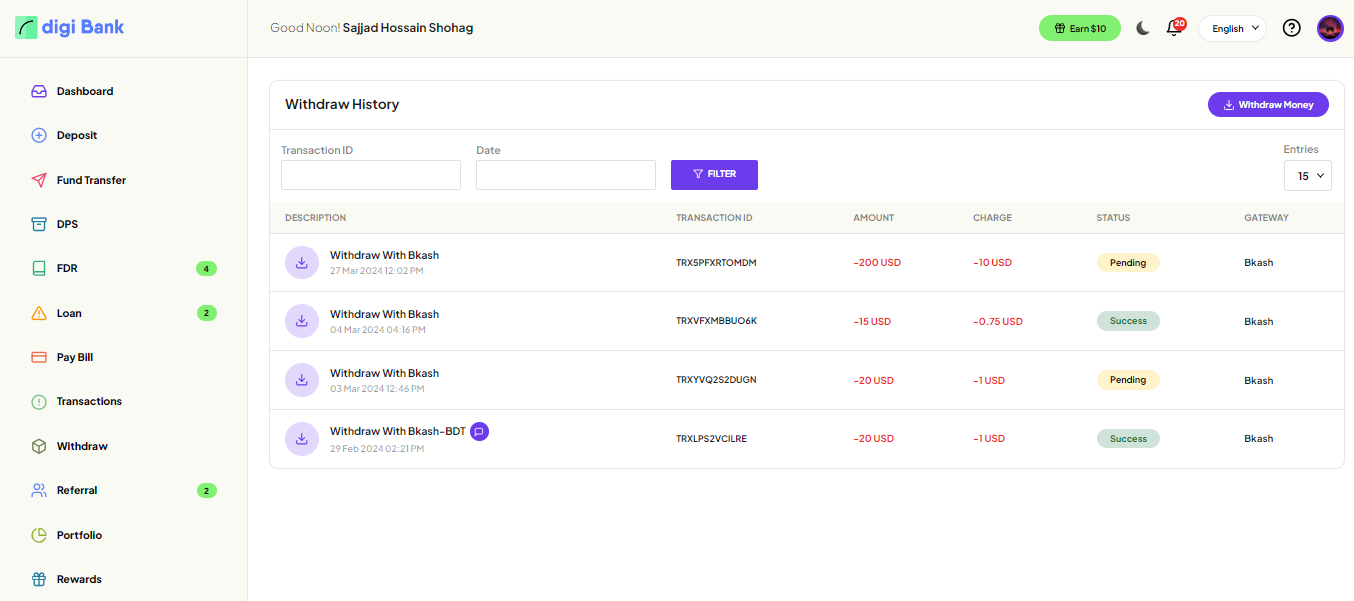 digi Bank
Good Noon! Sajjad Hossain Shohag
Earn $10
20
English
Dashboard
Deposit
Fund Transfer
DPS
FDR 4
Loan 2
Pay Bill
Transactions
Withdraw
Referral 2
Portfolio
Rewards
Withdraw History
Withdraw Money
Transaction ID Date Entries
FILTER 15
DESCRIPTION TRANSACTION ID AMOUNT CHARGE STATUS GATEWAY
Withdraw With Bkash
27 Mar 2024 12:02 PM
TRX5PFXRTOMDM -200 USD -10 USD Pending Bkash
Withdraw With Bkash
04 Mar 2024 04:16 PM
TRXVFXMBBUO6K -15 USD -0.75 USD Success Bkash
Withdraw With Bkash
03 Mar 2024 12:46 PM
TRXYVQ2S2DUGN -20 USD -1 USD Pending Bkash
Withdraw With Bkash-BDT
29 Feb 2024 02:21 PM
TRXLPS2VCILRE -20 USD -1 USD Success Bkash